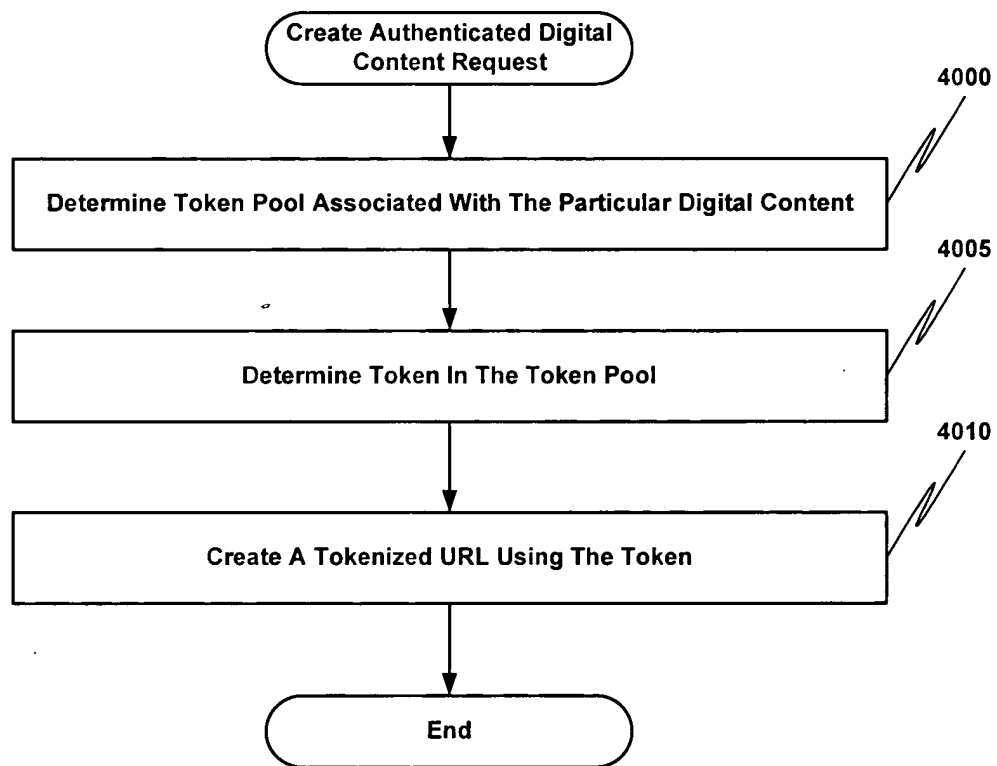 Create Authenticated Digital
Content Request
4000
Determine Token Pool Associated With The Particular Digital Content
4005
Determine Token In The Token Pool
4010
Create A Tokenized URL Using The Token
End